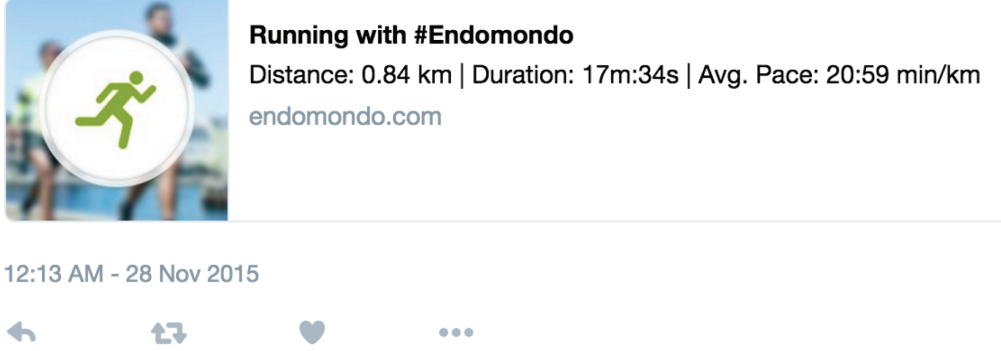 Running with #Endomondo
Distance: 0.84 km | Duration: 17m:34s | Avg. Pace: 20:59 min/km
endomondo.com
12:13 AM - 28 Nov 2015